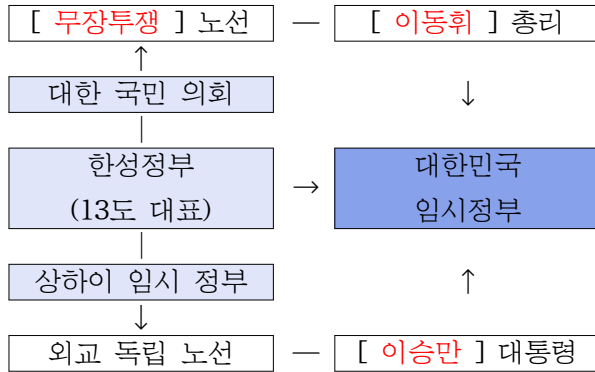 [ 무장투쟁 ] 노선 — [ 이동휘 ] 총리
↑
대한 국민 의회 ↓
한성정부
(13도 대표)
→
대한민국
임시정부
상하이 임시 정부 ↑
↓
외교 독립 노선 — [ 이승만 ] 대통령